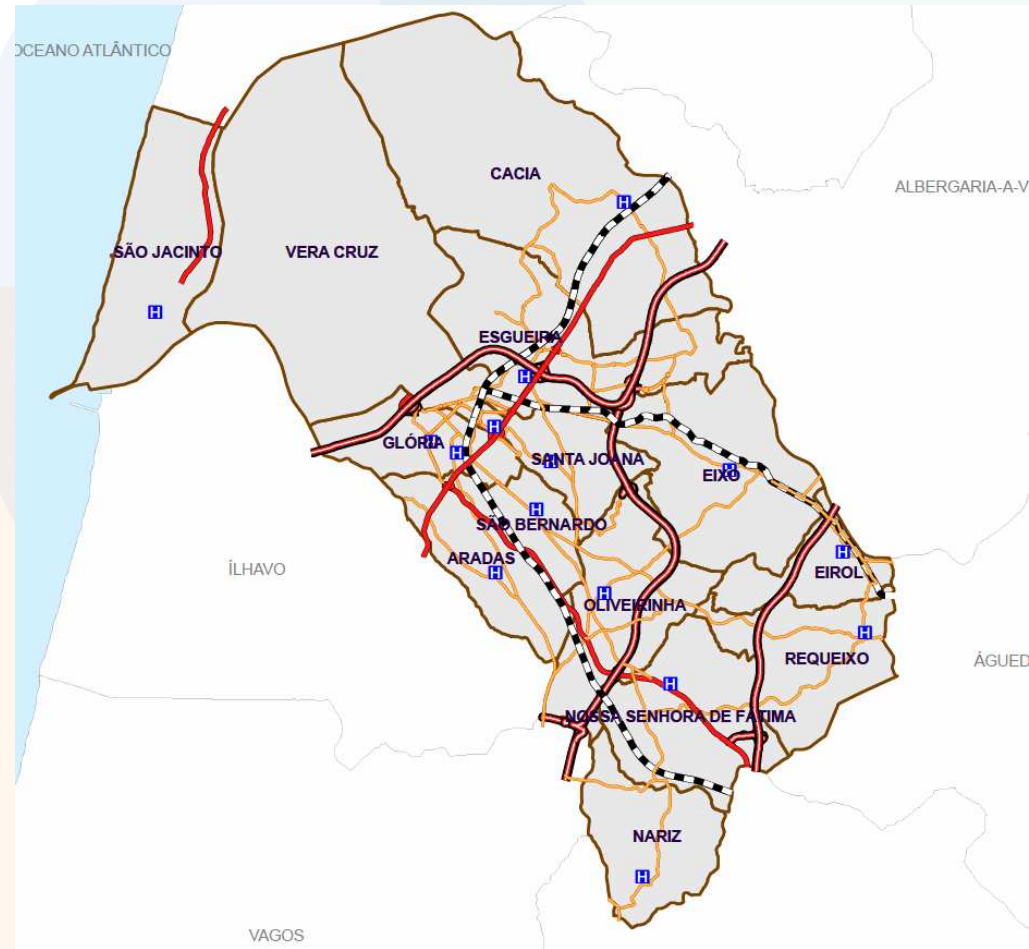 OCEANO ATLÂNTICO
CACIA
ALBERGARIA-A-V
SÃO JACINTO
VERA CRUZ
H
H
ESGUEIRA
H
H
GLÓRIA
H
H
SANTA JOANA
H
EIXO
H
H
SÃO BERNARDO
H
ARADAS
EIROL
ÍLHAVO
H
H
OLIVEIRINHA
H
REQUEIXO
ÁGUED
H
NOSSA SENHORA DE FÁTIMA
NARIZ
H
VAGOS